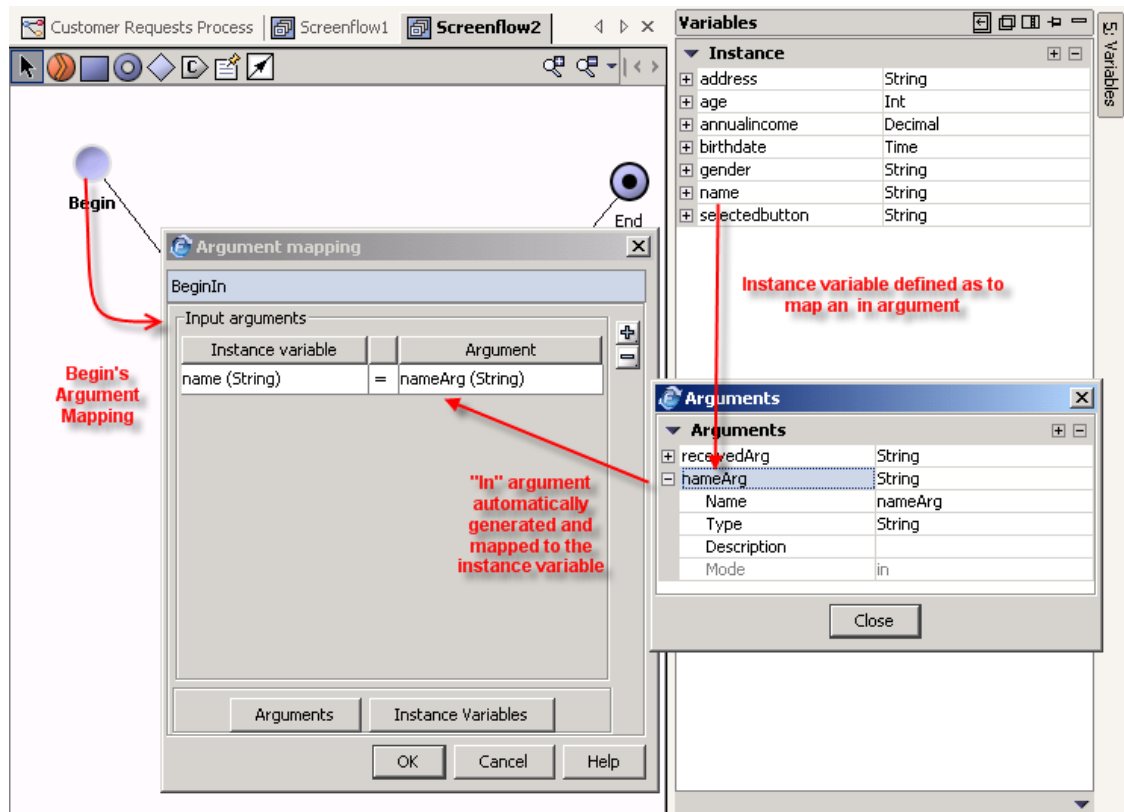 Customer Requests Process
Screenflow1
Screenflow2
Variables
5: Variables
Instance
address String
age Int
annualincome Decimal
birthdate Time
gender String
name String
selectedbutton String
Begin
End
Argument mapping
BeginIn
Input arguments
Instance variable Argument
name (String) = nameArg (String)
Begin's
Argument
Mapping
Instance variable defined as to
map an in argument
"In" argument
automatically
generated and
mapped to the
instance variable
Arguments
Arguments
receivedArg String
nameArg String
Name nameArg
Type String
Description
Mode in
Close
Arguments Instance Variables
OK Cancel Help